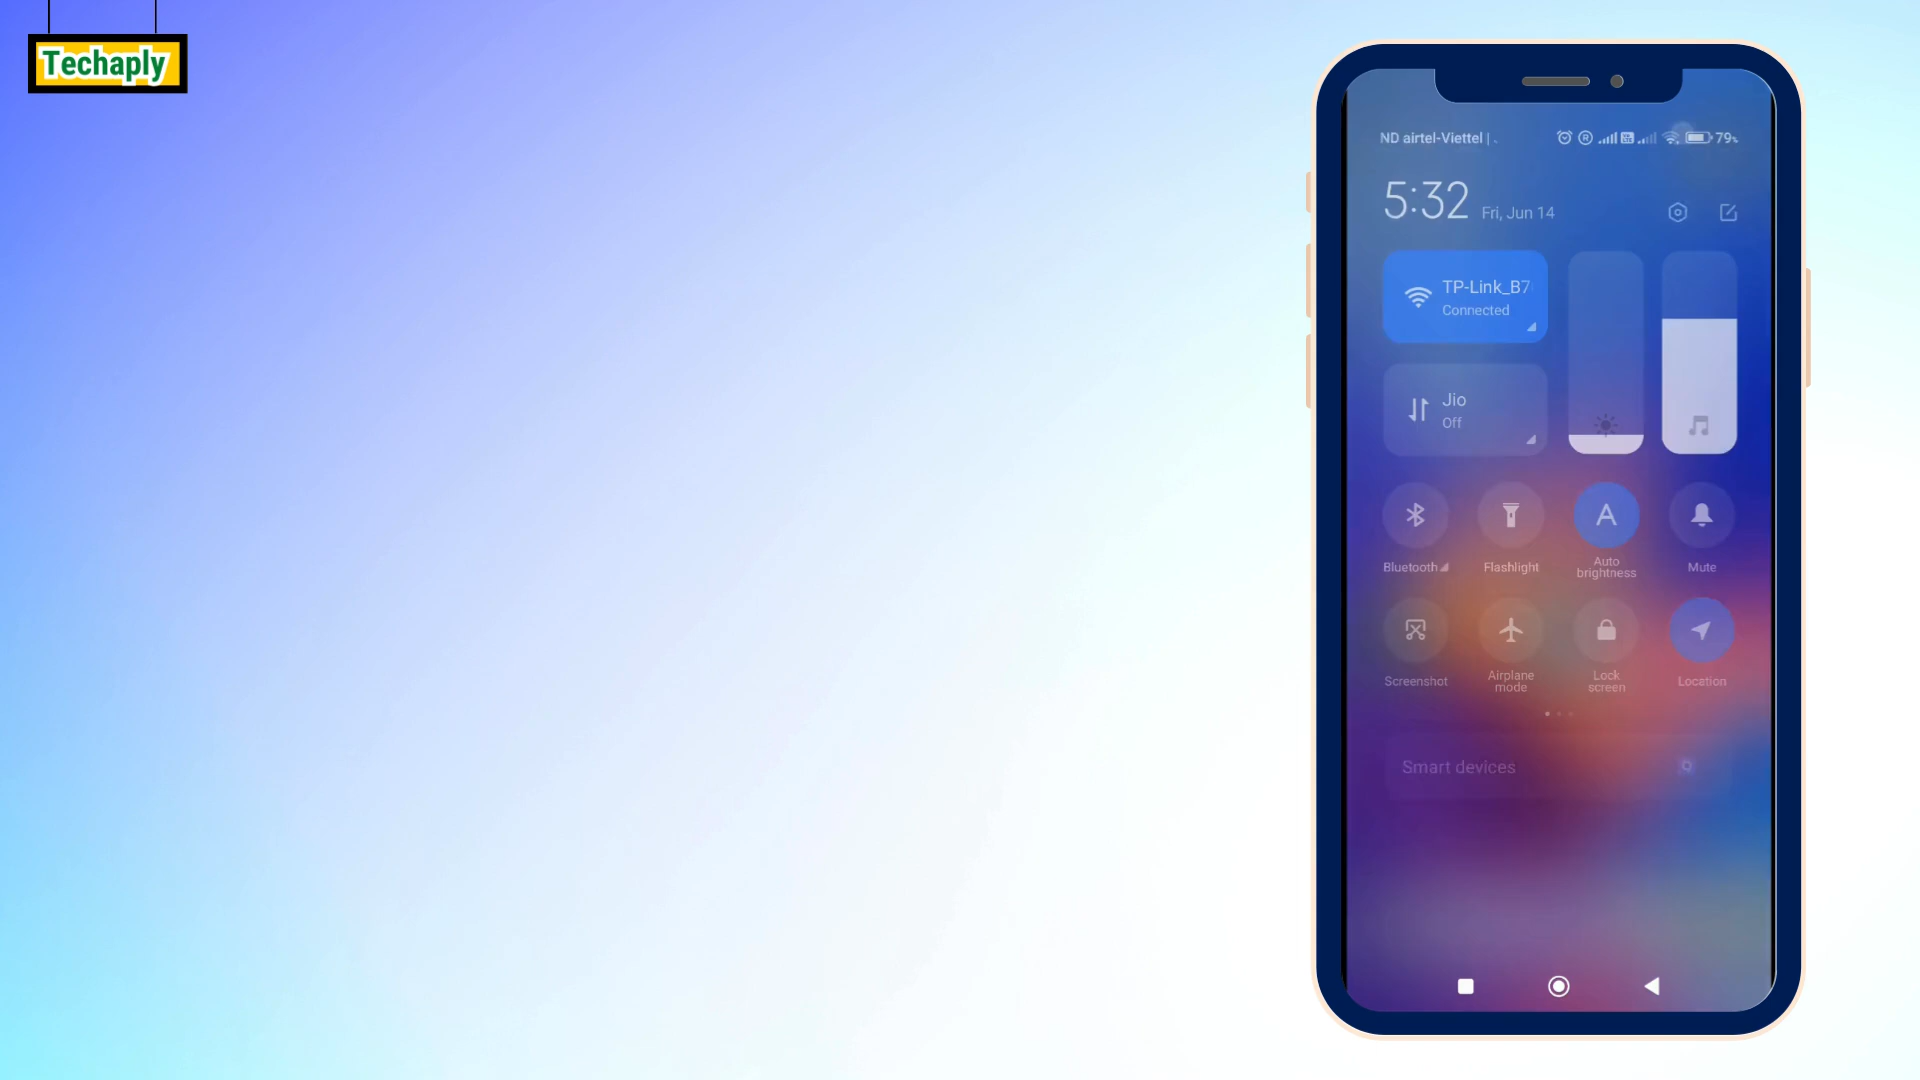 Techaply
ND airtel-Viettel | .
79%
5:32 Fri, Jun 14
TP-Link_B7
Connected
Jio
Off
Bluetooth
Flashlight
Auto
brightness
Mute
Screenshot
Airplane
mode
Lock
screen
Location
Smart devices